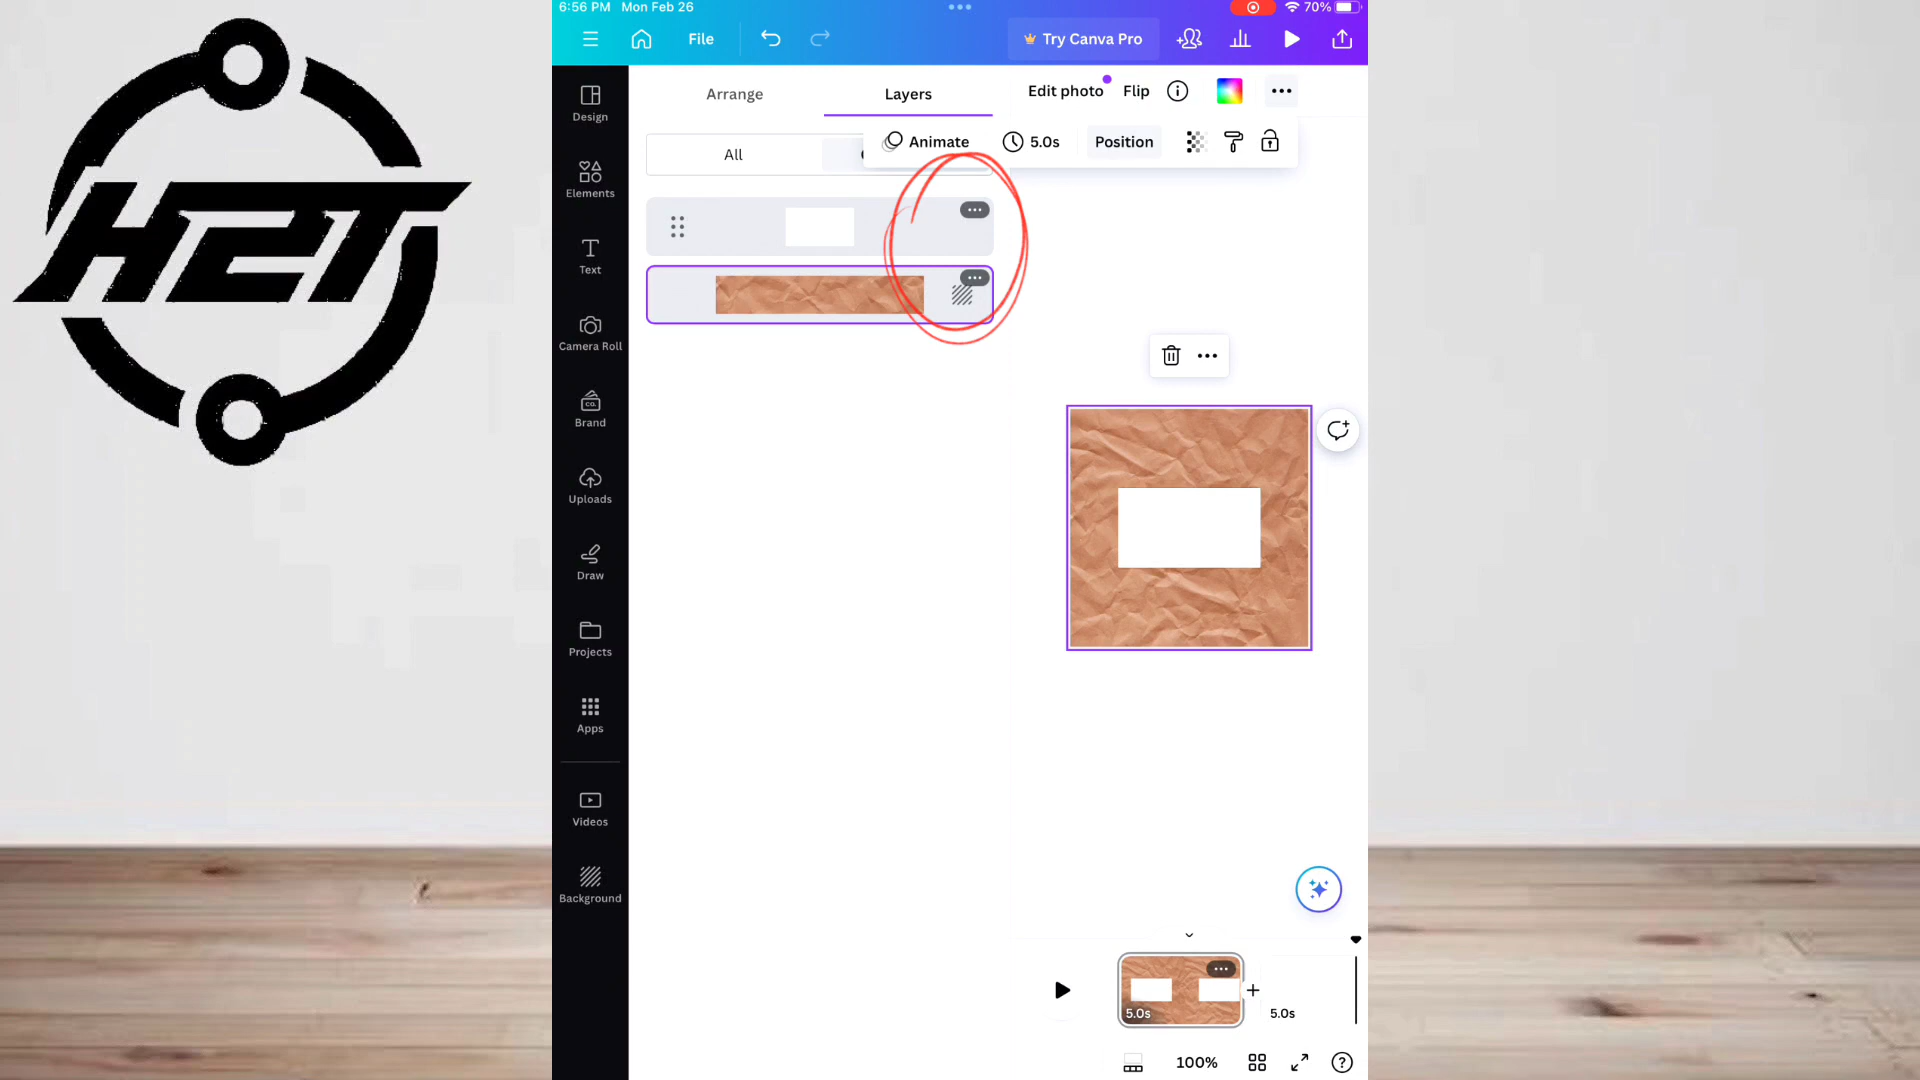 6:56 PM Mon Feb 26
70%
File
Try Canva Pro
H2T
Design
Elements
Text
Camera Roll
CO.
Brand
Uploads
Draw
Projects
Apps
Videos
Background
Arrange
Layers
All
Edit photo
Flip
Animate
5.0s
Position
5.0s
5.0s
100%
?